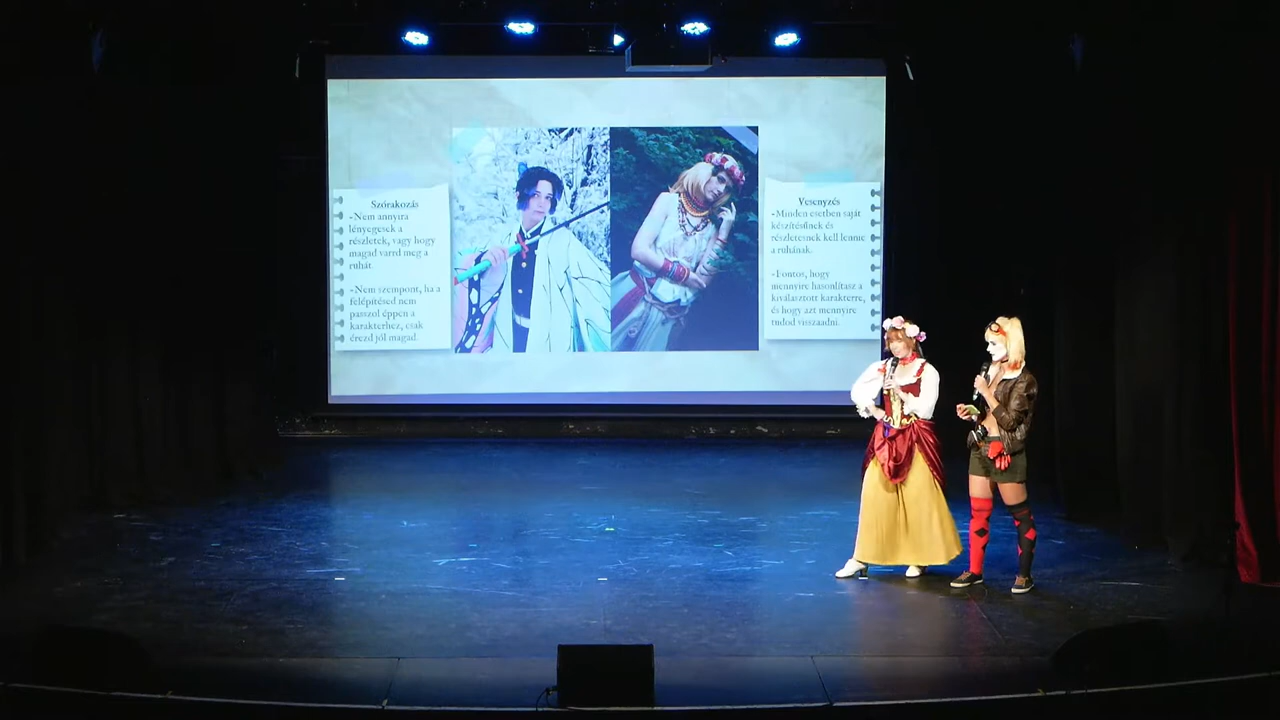 Szórakozás
-Nem annyira
lényegesek a
részletek, vagy hogy
magad varrd meg a
ruhát.
-Nem szempont, ha a
felépítésed nem
passzol éppen a
karakterhez, csak
érezd jól magad.
Vesenyzés
-Minden esetben saját
készítésűnek és
részletesnek kell lennie
a ruhának.
-Fontos, hogy
mennyire hasonlítasz a
kiválasztott karakterre,
és hogy azt mennyire
tudod visszaadni.